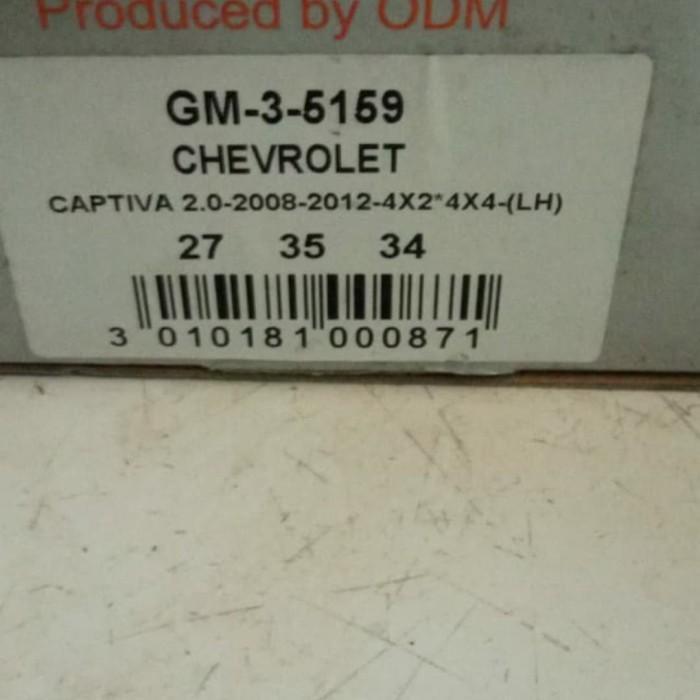 Produced by ODM
GM-3-5159
CHEVROLET
CAPTIVA 2.0-2008-2012-4X2*4X4-(LH)
27 35 34
3 010181 000871